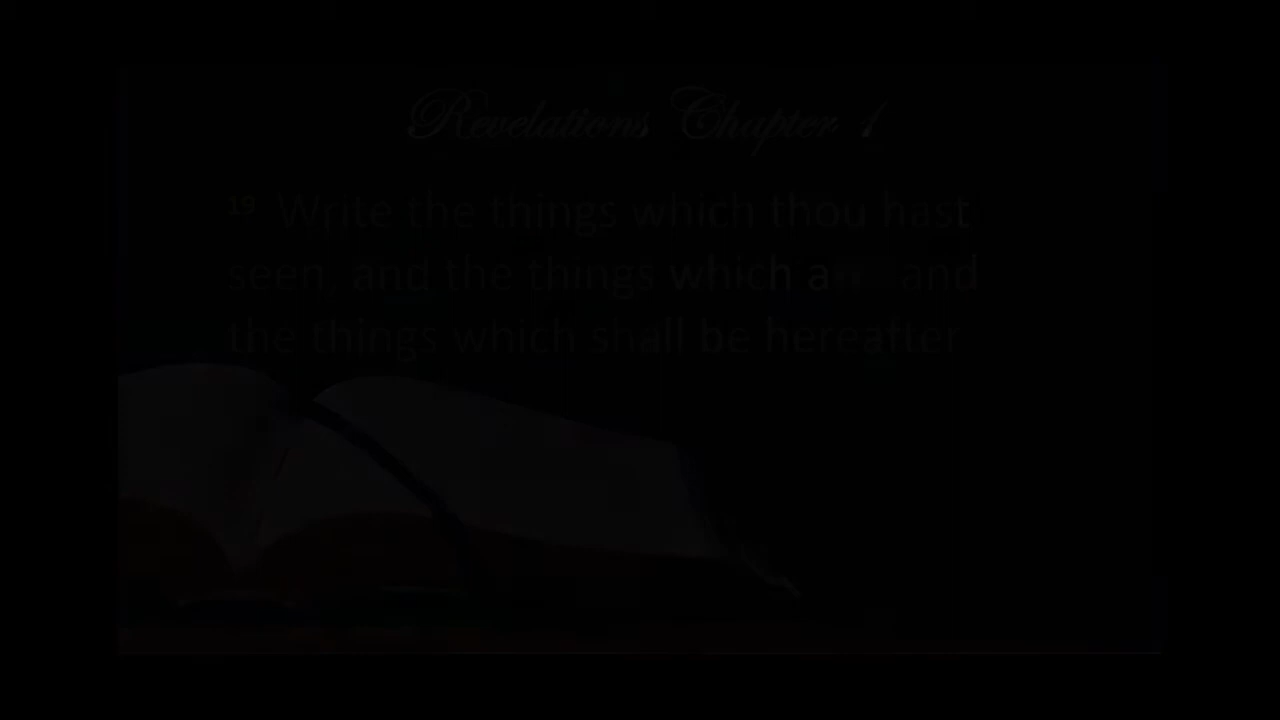 Revelations Chapter 1
19 Write the things which thou hast
seen, and the things which and
the things which shall be hereafter